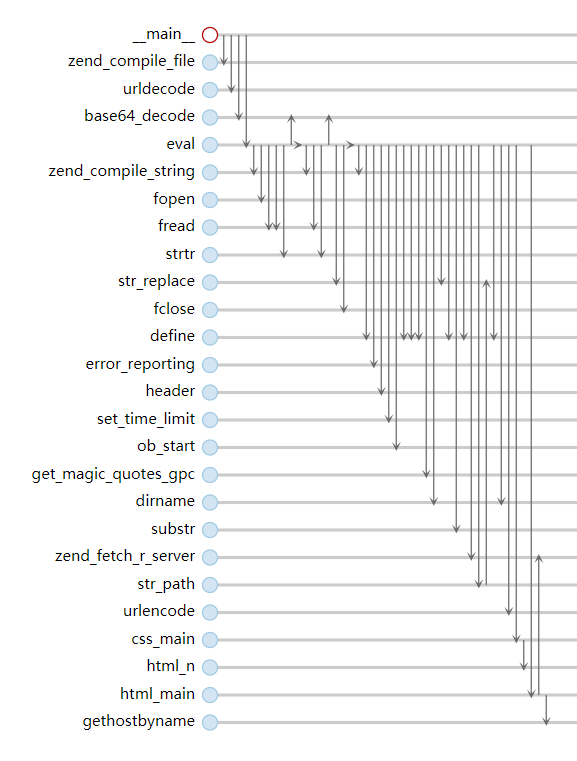 __main__
zend_compile_file
urldecode
base64_decode
eval
zend_compile_string
fopen
fread
strtr
str_replace
fclose
define
error_reporting
header
set_time_limit
ob_start
get_magic_quotes_gpc
dirname
substr
zend_fetch_r_server
str_path
urlencode
css_main
html_n
html_main
gethostbyname